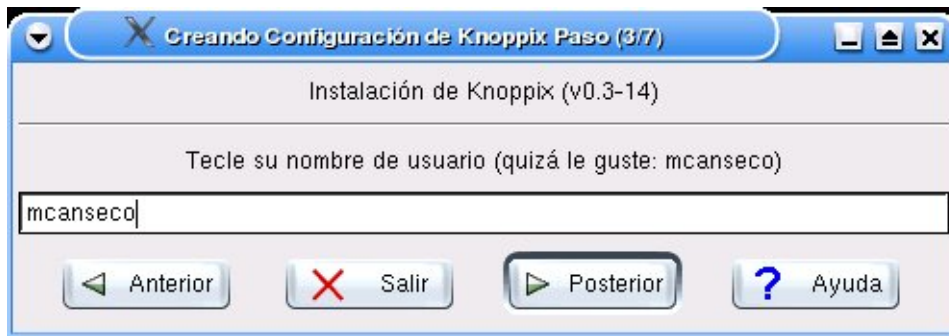 Creando Configuración de Knoppix Paso (3/7)
Instalación de Knoppix (v0.3-14)
Tecle su nombre de usuario (quizá le guste: mcanseco)
mcanseco
Anterior Salir Posterior Ayuda